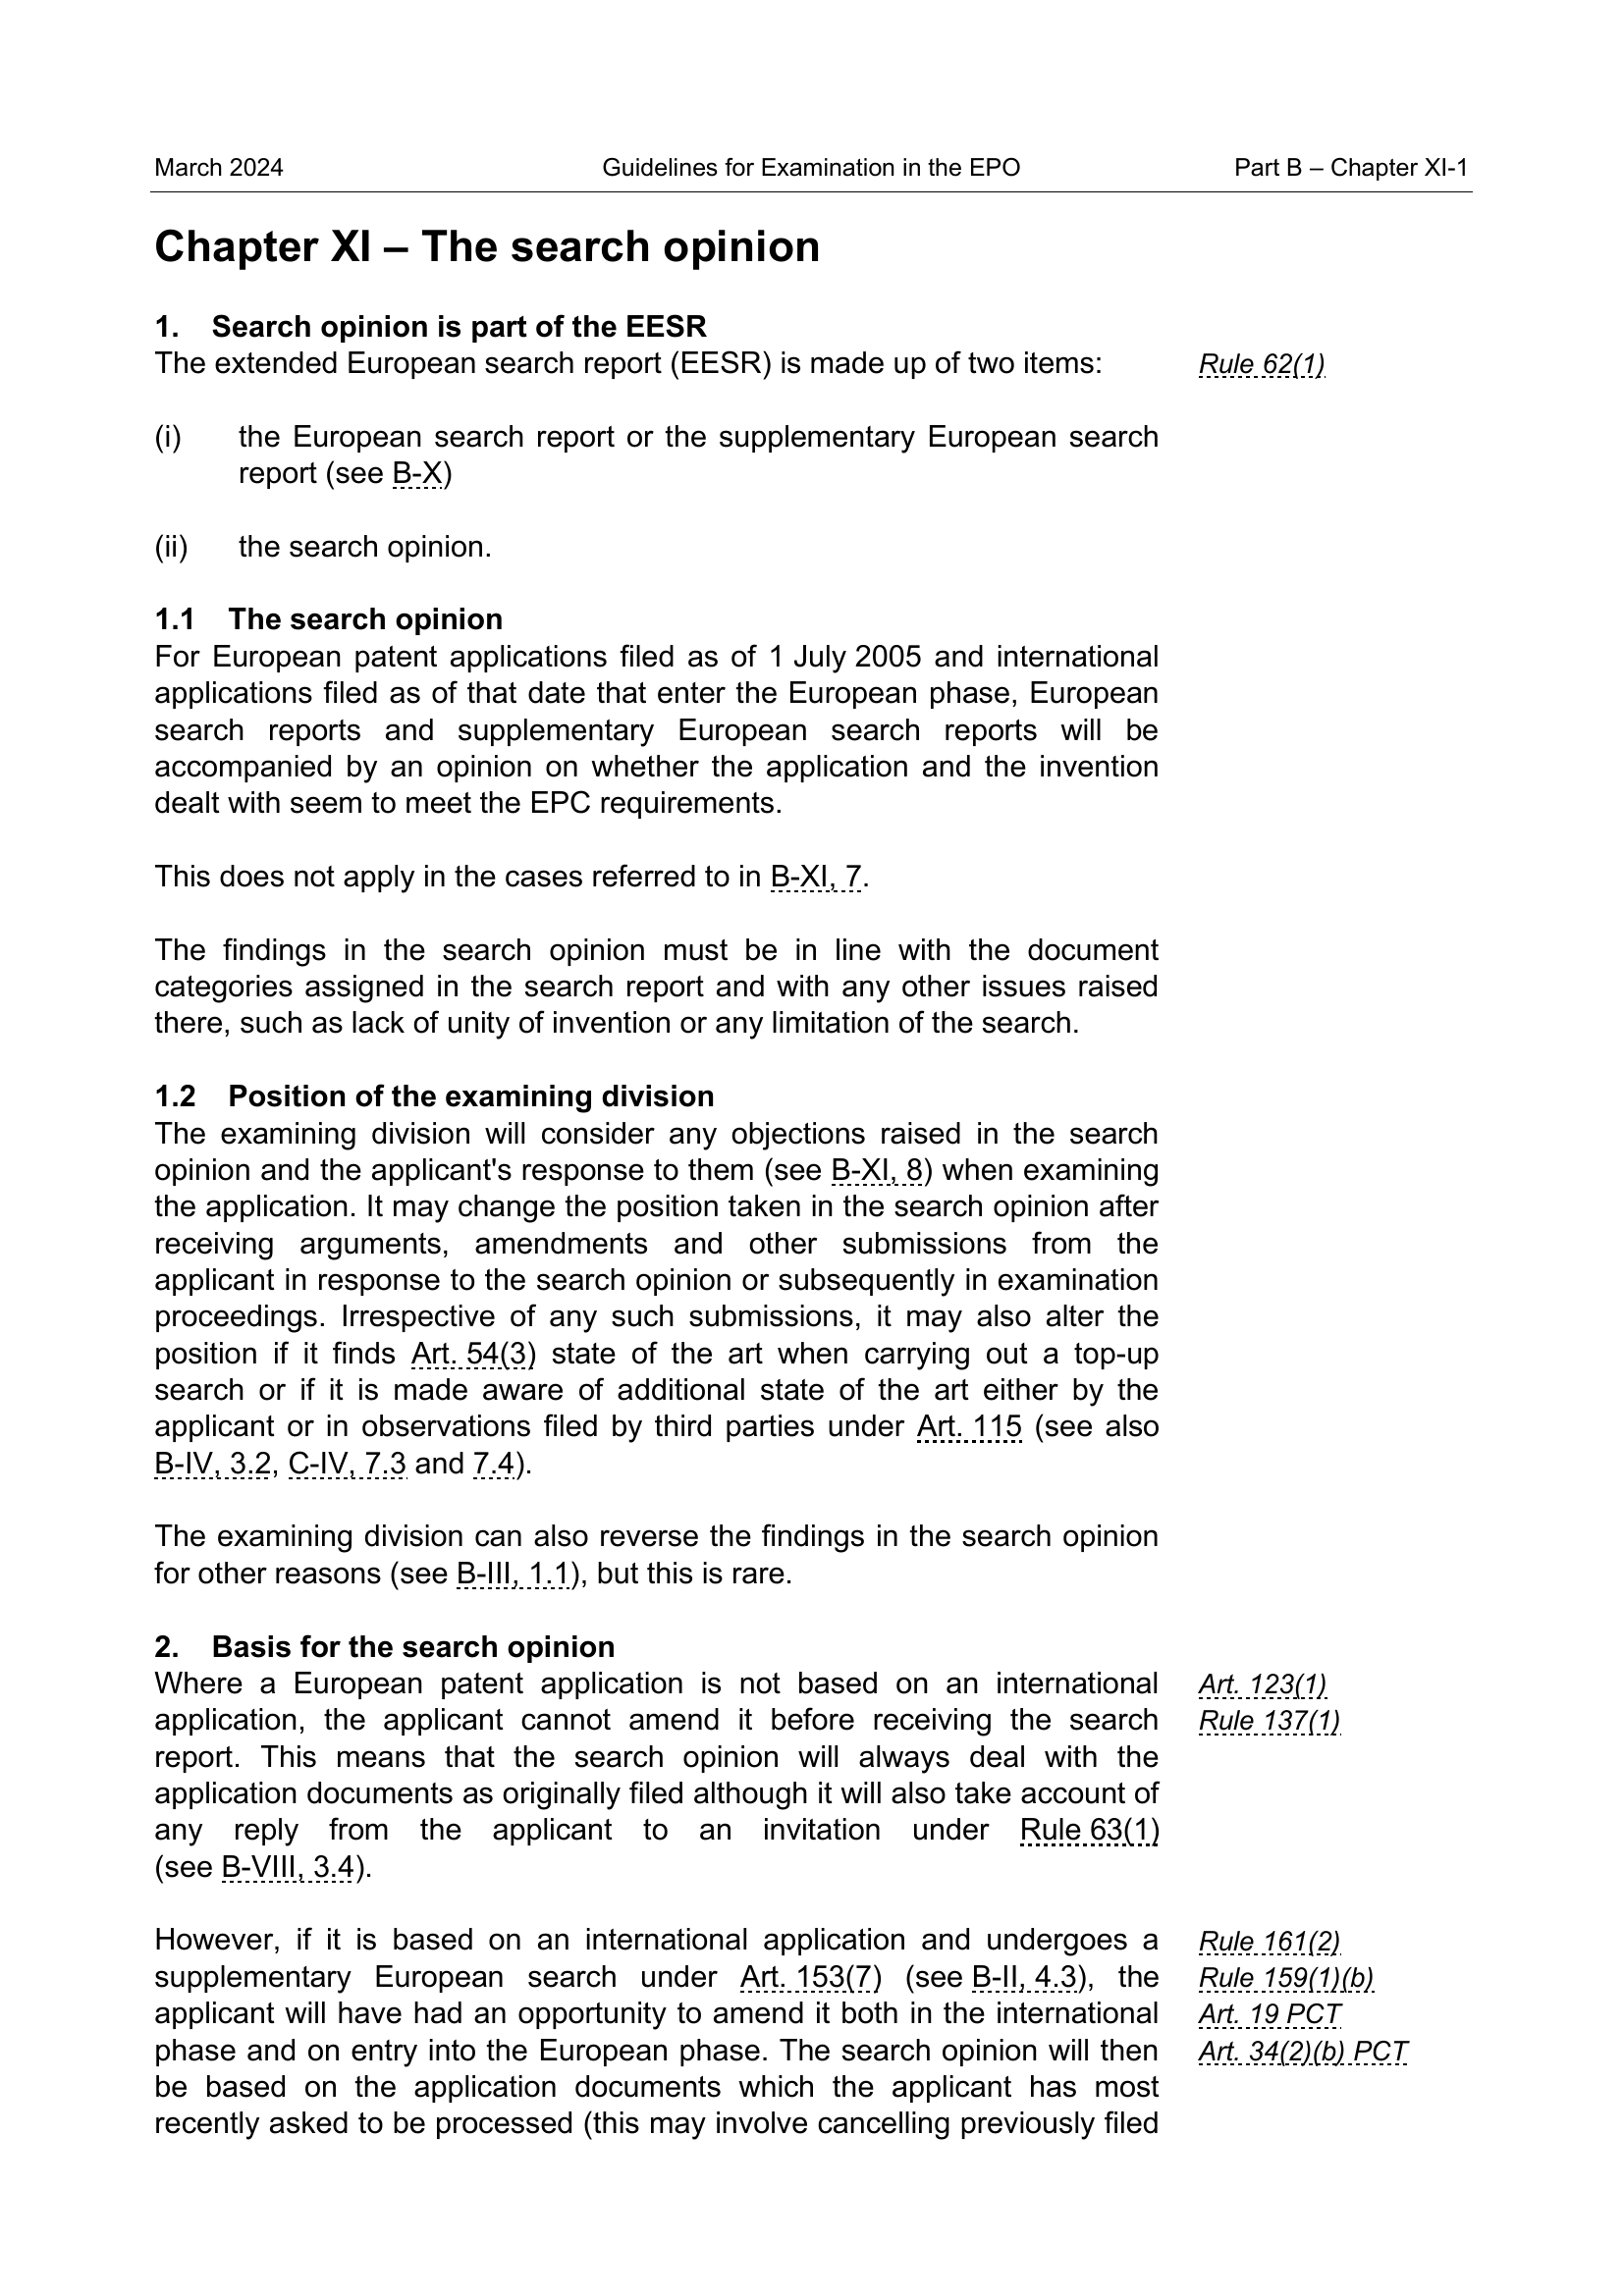 March 2024 Guidelines for Examination in the EPO Part B – Chapter XI-1
Chapter XI – The search opinion
1. Search opinion is part of the EESR
The extended European search report (EESR) is made up of two items: Rule 62(1)
(i) the European search report or the supplementary European search
report (see B-X)
(ii) the search opinion.
1.1 The search opinion
For European patent applications filed as of 1 July 2005 and international
applications filed as of that date that enter the European phase, European
search reports and supplementary European search reports will be
accompanied by an opinion on whether the application and the invention
dealt with seem to meet the EPC requirements.
This does not apply in the cases referred to in B-XI, 7.
The findings in the search opinion must be in line with the document
categories assigned in the search report and with any other issues raised
there, such as lack of unity of invention or any limitation of the search.
1.2 Position of the examining division
The examining division will consider any objections raised in the search
opinion and the applicant's response to them (see B-XI, 8) when examining
the application. It may change the position taken in the search opinion after
receiving arguments, amendments and other submissions from the
applicant in response to the search opinion or subsequently in examination
proceedings. Irrespective of any such submissions, it may also alter the
position if it finds Art. 54(3) state of the art when carrying out a top-up
search or if it is made aware of additional state of the art either by the
applicant or in observations filed by third parties under Art. 115 (see also
B-IV, 3.2, C-IV, 7.3 and 7.4).
The examining division can also reverse the findings in the search opinion
for other reasons (see B-III, 1.1), but this is rare.
2. Basis for the search opinion
Where a European patent application is not based on an international Art. 123(1)
application, the applicant cannot amend it before receiving the search Rule 137(1)
report. This means that the search opinion will always deal with the
application documents as originally filed although it will also take account of
any reply from the applicant to an invitation under Rule 63(1)
(see B-VIII, 3.4).
However, if it is based on an international application and undergoes a Rule 161(2)
supplementary European search under Art. 153(7) (see B-II, 4.3), the Rule 159(1)(b)
applicant will have had an opportunity to amend it both in the international Art. 19 PCT
phase and on entry into the European phase. The search opinion will then Art. 34(2)(b) PCT
be based on the application documents which the applicant has most
recently asked to be processed (this may involve cancelling previously filed